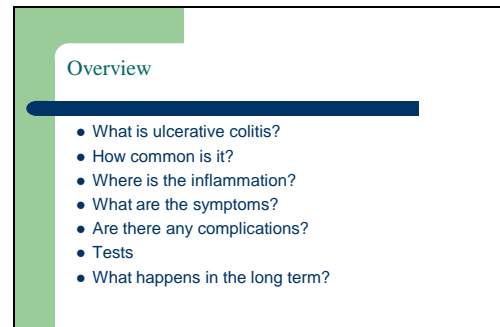 Overview
● What is ulcerative colitis?
● How common is it?
● Where is the inflammation?
● What are the symptoms?
● Are there any complications?
● Tests
● What happens in the long term?